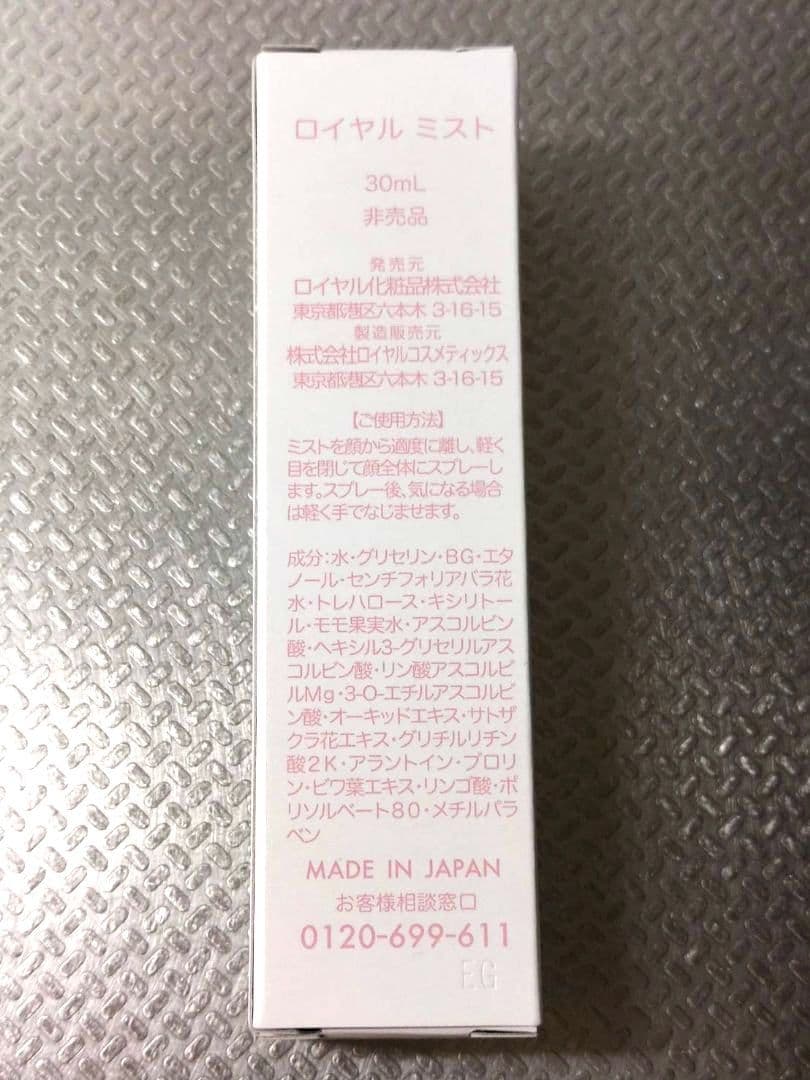 ロイヤル ミスト
30mL
非売品
発売元
ロイヤル化粧品株式会社
東京都港区六本木 3-16-15
製造販売元
株式会社ロイヤルコスメティックス
東京都港区六本木 3-16-15
【ご使用方法】
ミストを顔から適度に離し、軽く
目を閉じて顔全体にスプレーし
ます。スプレー後、気になる場合
は軽く手でなじませます。
成分:水・グリセリン・BG・エタ
ノール・センチフォリアバラ花
水・トレハロース・キシリトー
ル・モモ果実水・アスコルビン
酸・ヘキシル3-グリセリルアス
コルビン酸・リン酸アスコルビ
ルMg・3-O-エチルアスコルビ
ン酸・オーキッドエキス・サトザ
クラ花エキス・グリチルリチン
酸2K・アラントイン・プロリ
ン・ビワ葉エキス・リンゴ酸・ポ
リソルベート80・メチルパラ
ベン
MADE IN JAPAN
お客様相談窓口
0120-699-611
EG